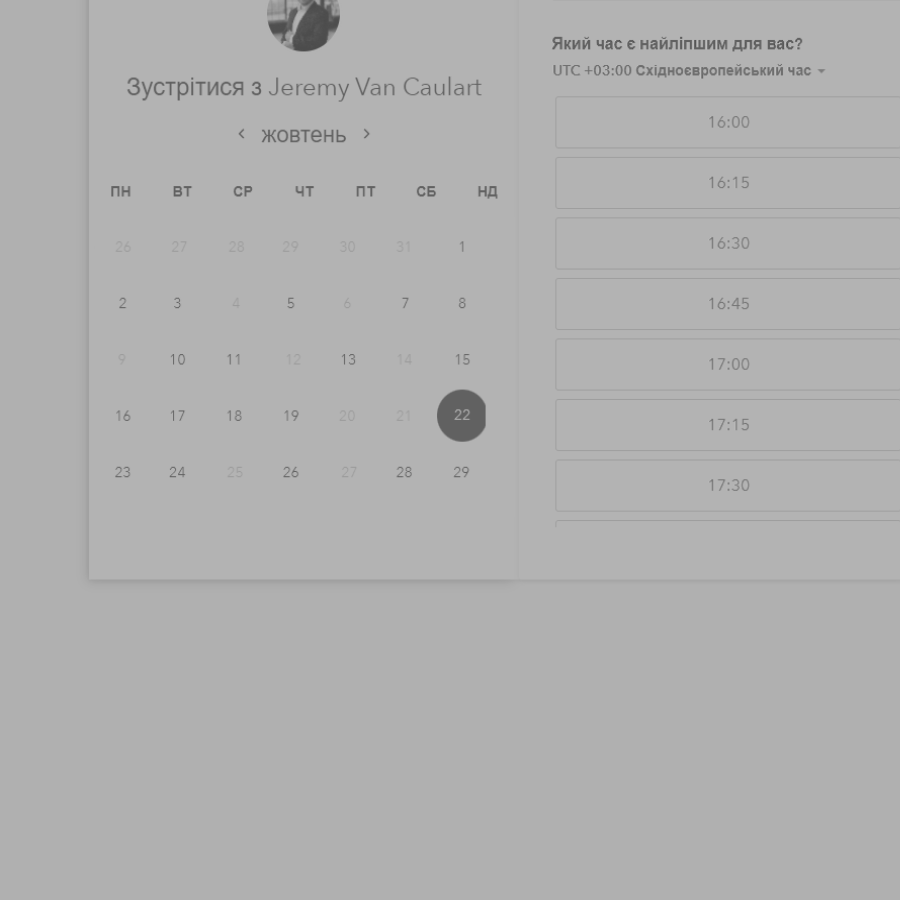 Зустрітися з Jeremy Van Caulart
жовтень
ПН ВТ СР ЧТ ПТ СБ НД
26 27 28 29 30 31 1
2 3 4 5 6 7 8
9 10 11 12 13 14 15
16 17 18 19 20 21 22
23 24 25 26 27 28 29
Який час є найліпшим для вас?
UTC +03:00 Східноєвропейський час
16:00
16:15
16:30
16:45
17:00
17:15
17:30